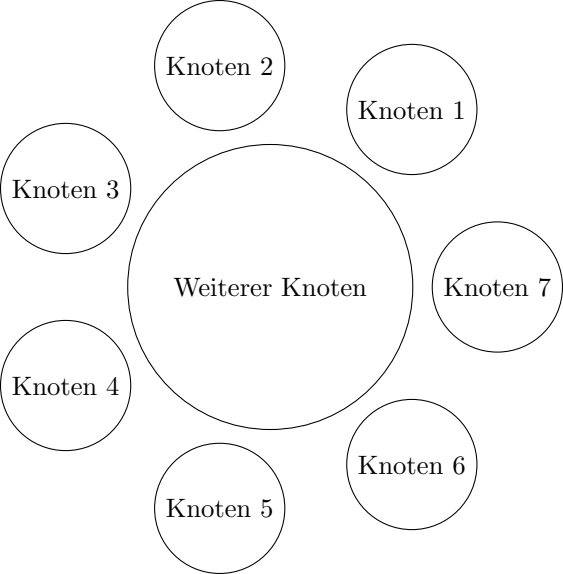 Knoten 2
Knoten 1
Knoten 3
Weiterer Knoten
Knoten 7
Knoten 4
Knoten 6
Knoten 5